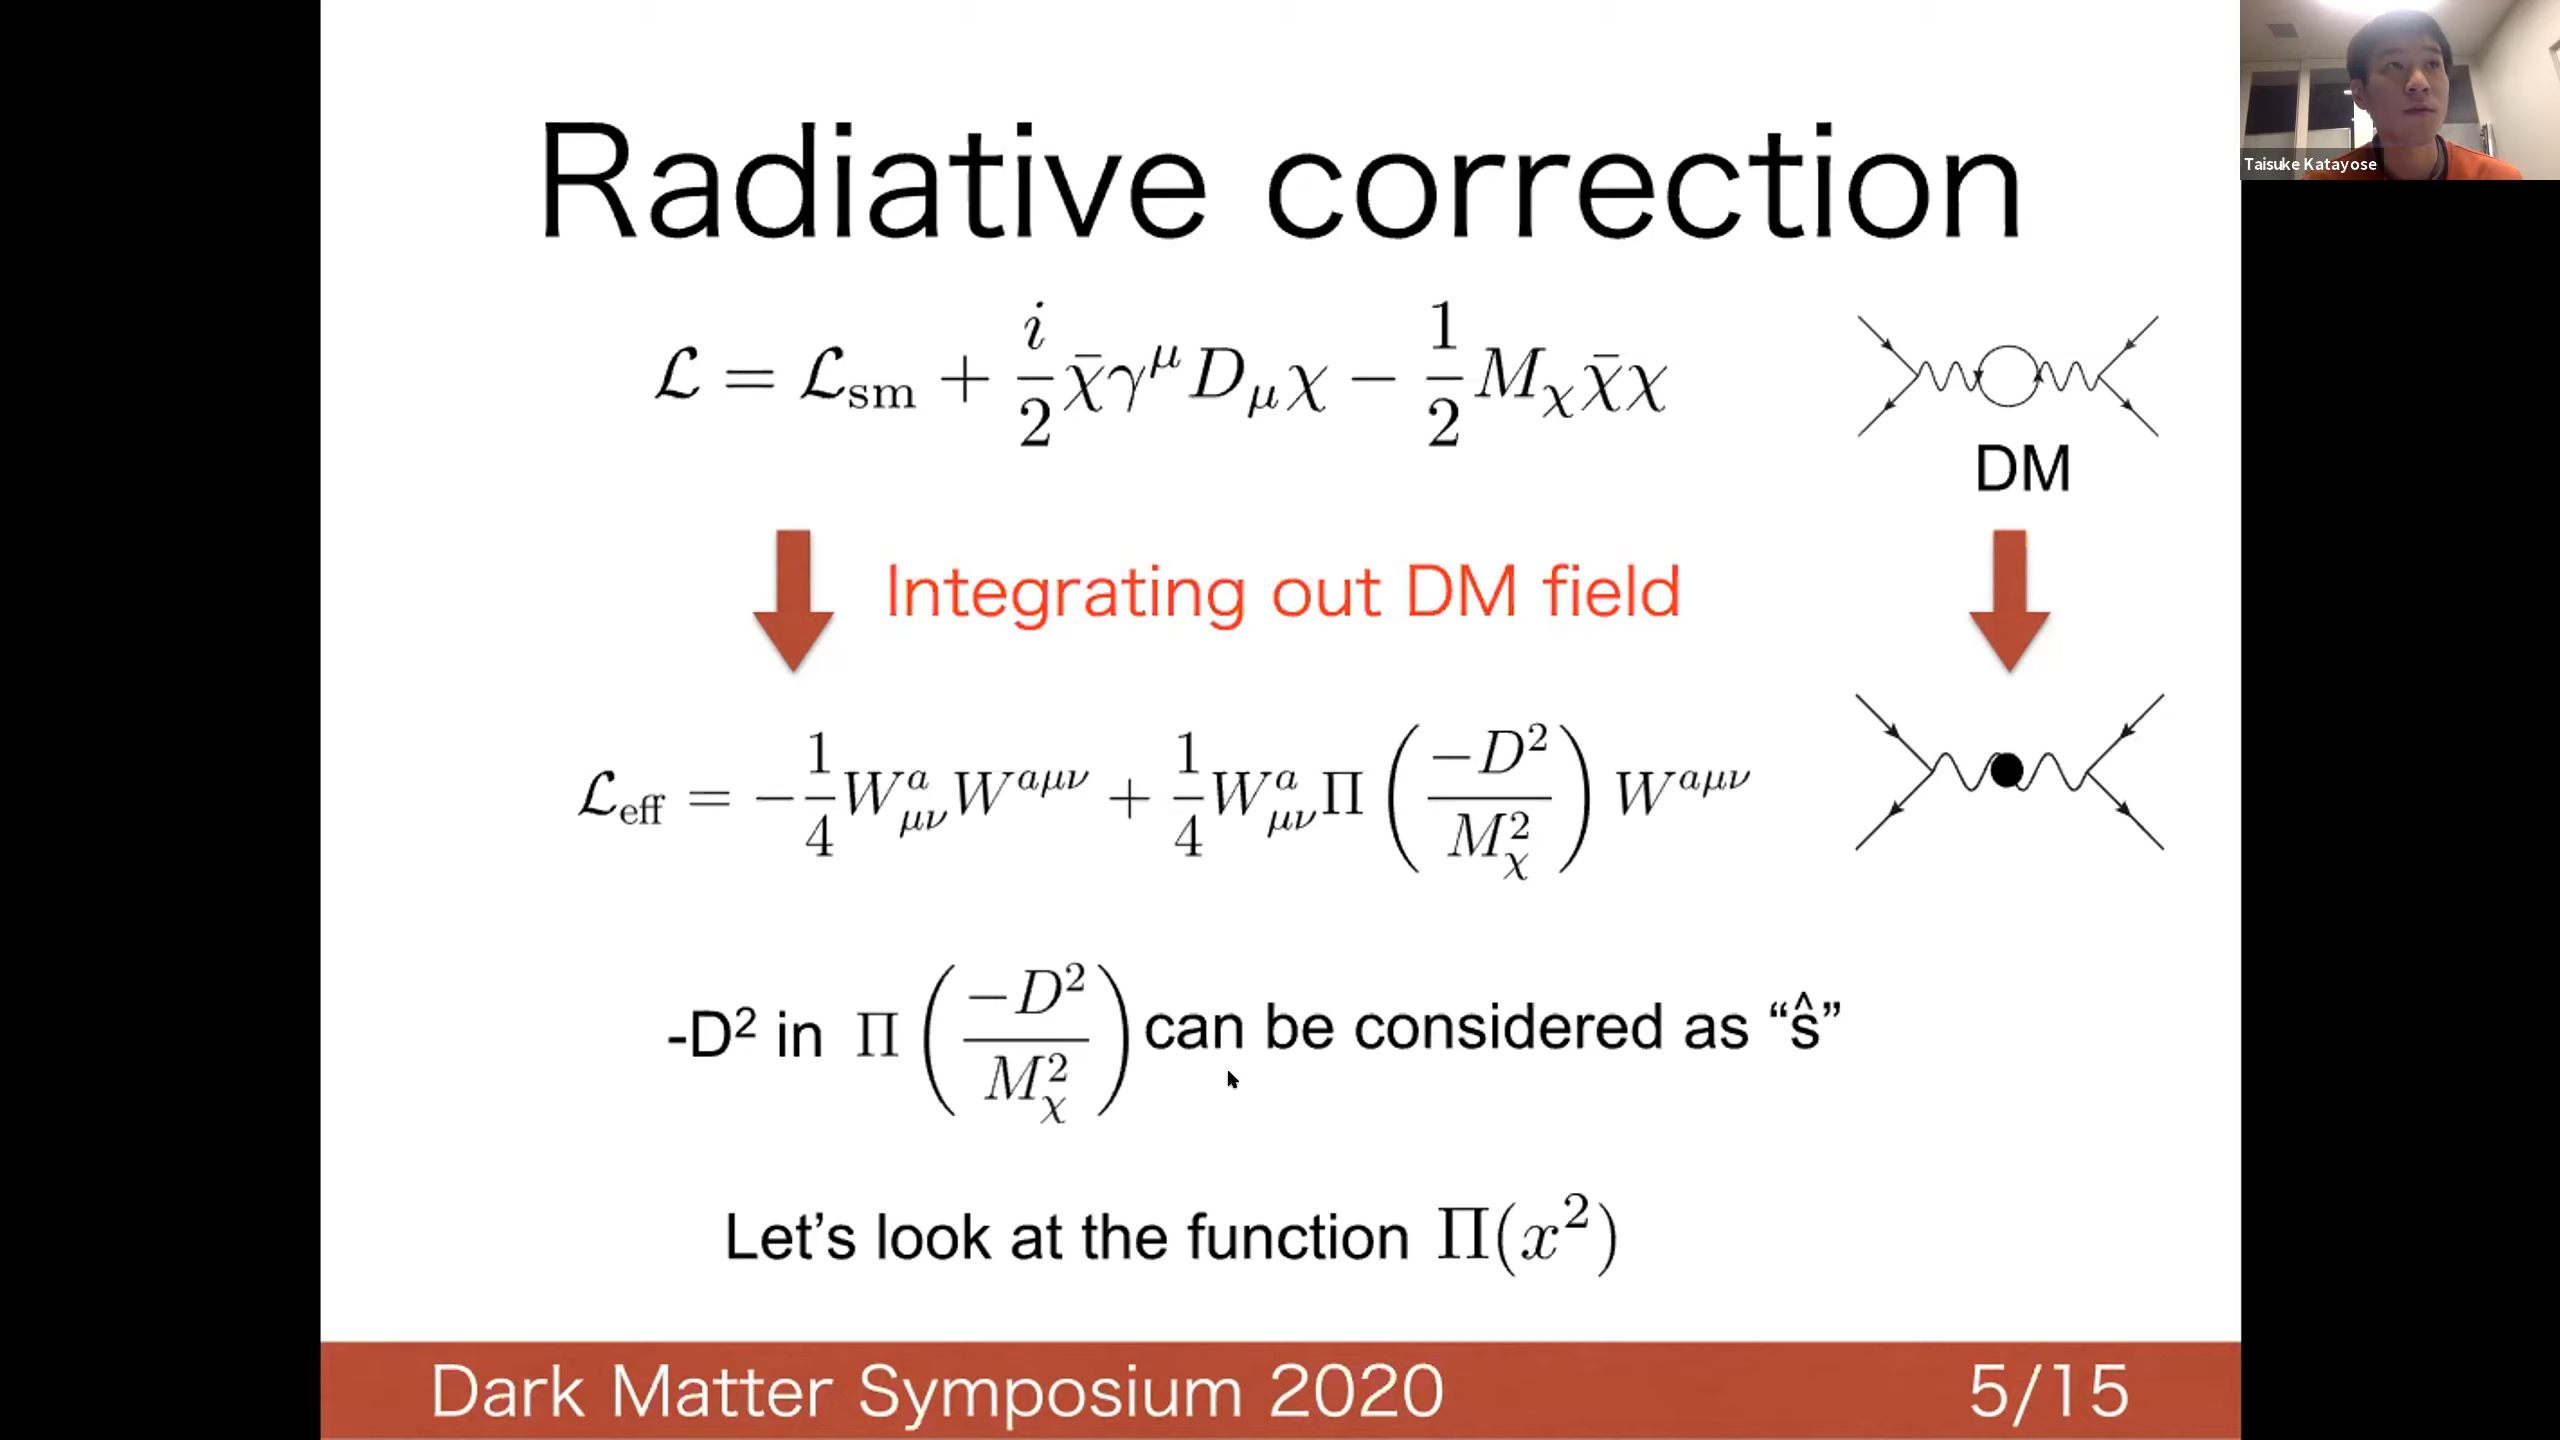 Taisuke Katayose
Radiative correction
ℒ = ℒ_sm + i/2 χ̄γ^μ D_μ χ − 1/2 M_χ χ̄χ
DM
Integrating out DM field
ℒ_eff = −1/4 W^a_μν W^aμν + 1/4 W^a_μν Π(−D²/M_χ²) W^aμν
-D² in Π(−D²/M_χ²) can be considered as “ŝ”
Let’s look at the function Π(x²)
Dark Matter Symposium 2020
5/15